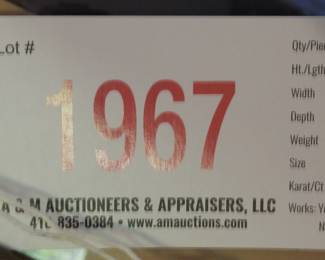 Lot #
1967
A & M AUCTIONEERS & APPRAISERS, LLC
835-0384 • www.amauctions.com
Qty/Pie
Ht./Lgth
Width
Depth
Weight
Size
Karat/Ct
Works: Y
N